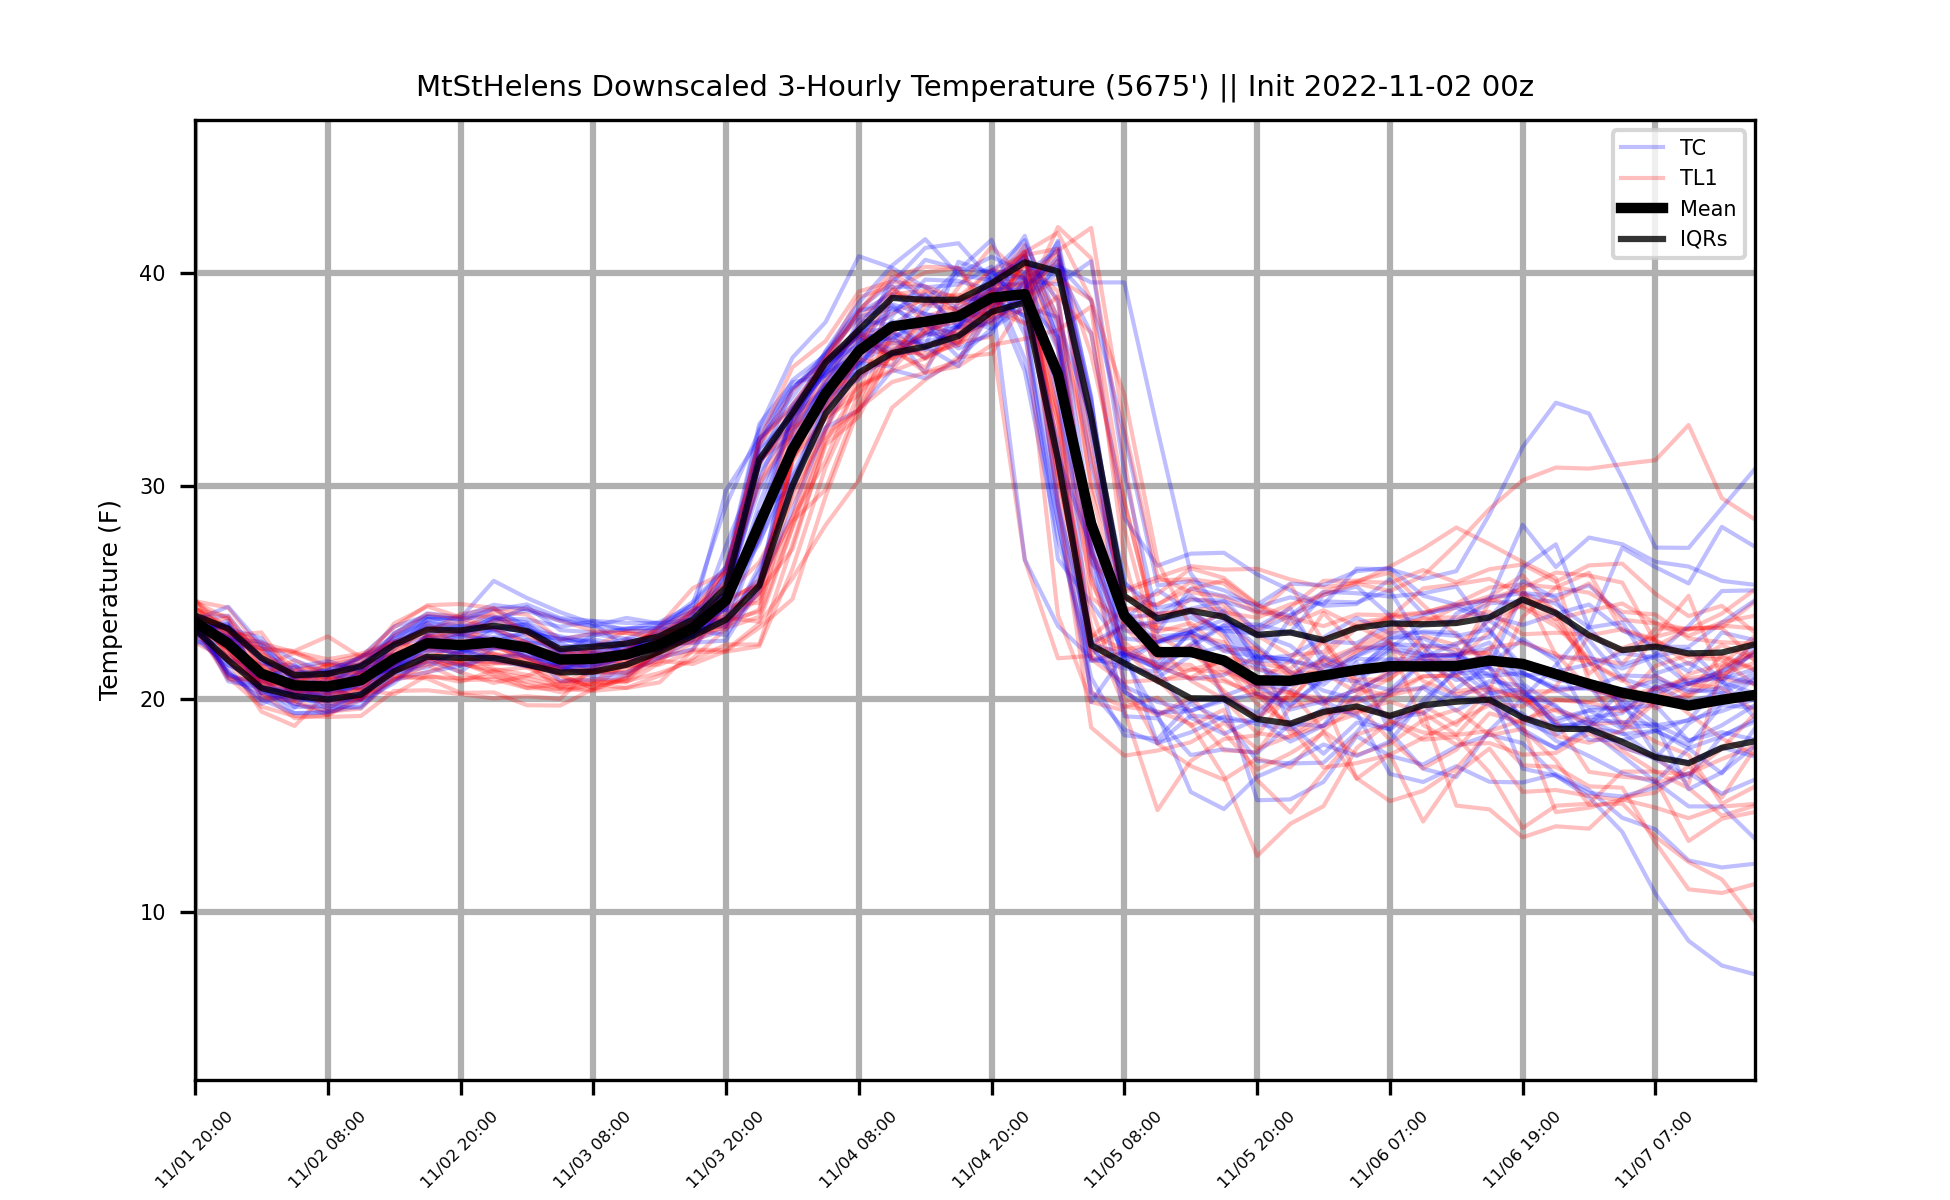 MtStHelens Downscaled 3-Hourly Temperature (5675') || Init 2022-11-02 00z
TC
TL1
Mean
IQRs
Temperature (F)
40
30
20
10
11/01 20:00
11/02 08:00
11/02 20:00
11/03 08:00
11/03 20:00
11/04 08:00
11/04 20:00
11/05 08:00
11/05 20:00
11/06 07:00
11/06 19:00
11/07 07:00